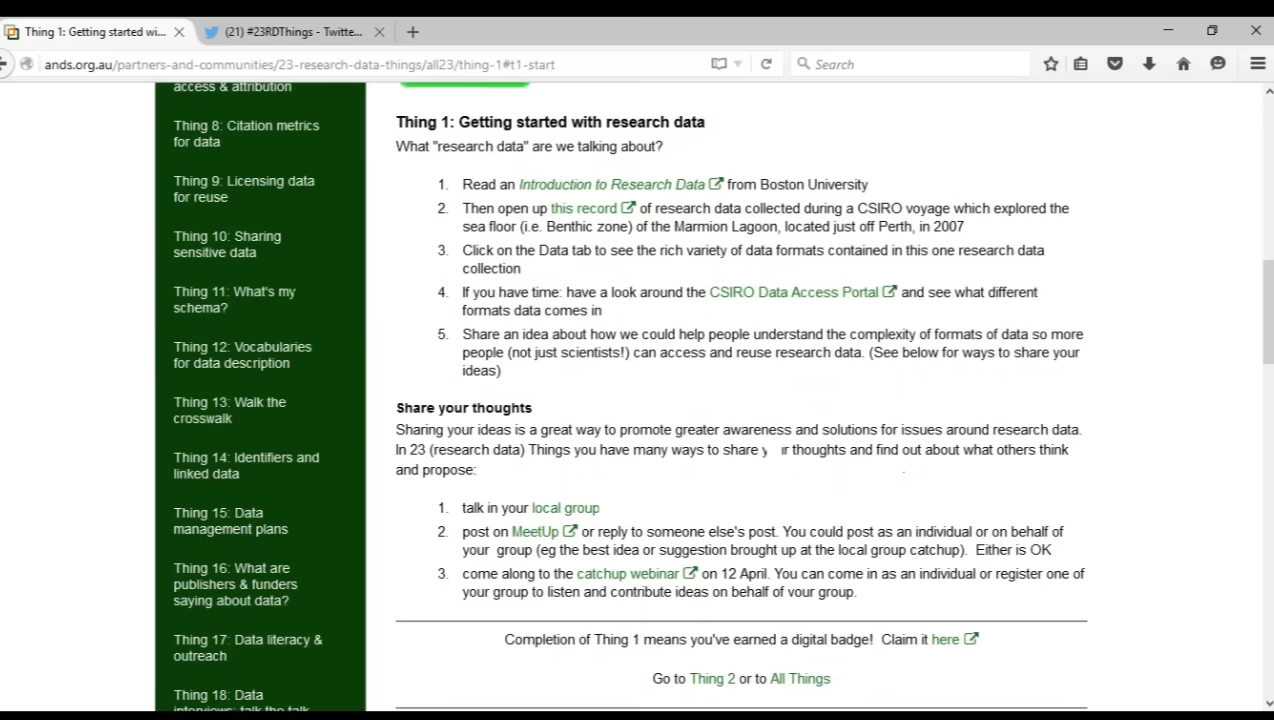 Thing 1: Getting started wi...
(21) #23RDThings - Twitte...
ands.org.au/partners-and-communities/23-research-data-things/all23/thing-1#t1-start
Search
access & attribution
Thing 8: Citation metrics
for data
Thing 9: Licensing data
for reuse
Thing 10: Sharing
sensitive data
Thing 11: What's my
schema?
Thing 12: Vocabularies
for data description
Thing 13: Walk the
crosswalk
Thing 14: Identifiers and
linked data
Thing 15: Data
management plans
Thing 16: What are
publishers & funders
saying about data?
Thing 17: Data literacy &
outreach
Thing 18: Data
interviews: talk the talk
Thing 1: Getting started with research data
What "research data" are we talking about?
1. Read an Introduction to Research Data from Boston University
2. Then open up this record of research data collected during a CSIRO voyage which explored the
sea floor (i.e. Benthic zone) of the Marmion Lagoon, located just off Perth, in 2007
3. Click on the Data tab to see the rich variety of data formats contained in this one research data
collection
4. If you have time: have a look around the CSIRO Data Access Portal and see what different
formats data comes in
5. Share an idea about how we could help people understand the complexity of formats of data so more
people (not just scientists!) can access and reuse research data. (See below for ways to share your
ideas)
Share your thoughts
Sharing your ideas is a great way to promote greater awareness and solutions for issues around research data.
In 23 (research data) Things you have many ways to share y ır thoughts and find out about what others think
and propose:
1. talk in your local group
2. post on MeetUp or reply to someone else's post. You could post as an individual or on behalf of
your group (eg the best idea or suggestion brought up at the local group catchup). Either is OK
3. come along to the catchup webinar on 12 April. You can come in as an individual or register one of
your group to listen and contribute ideas on behalf of your group.
Completion of Thing 1 means you've earned a digital badge! Claim it here
Go to Thing 2 or to All Things